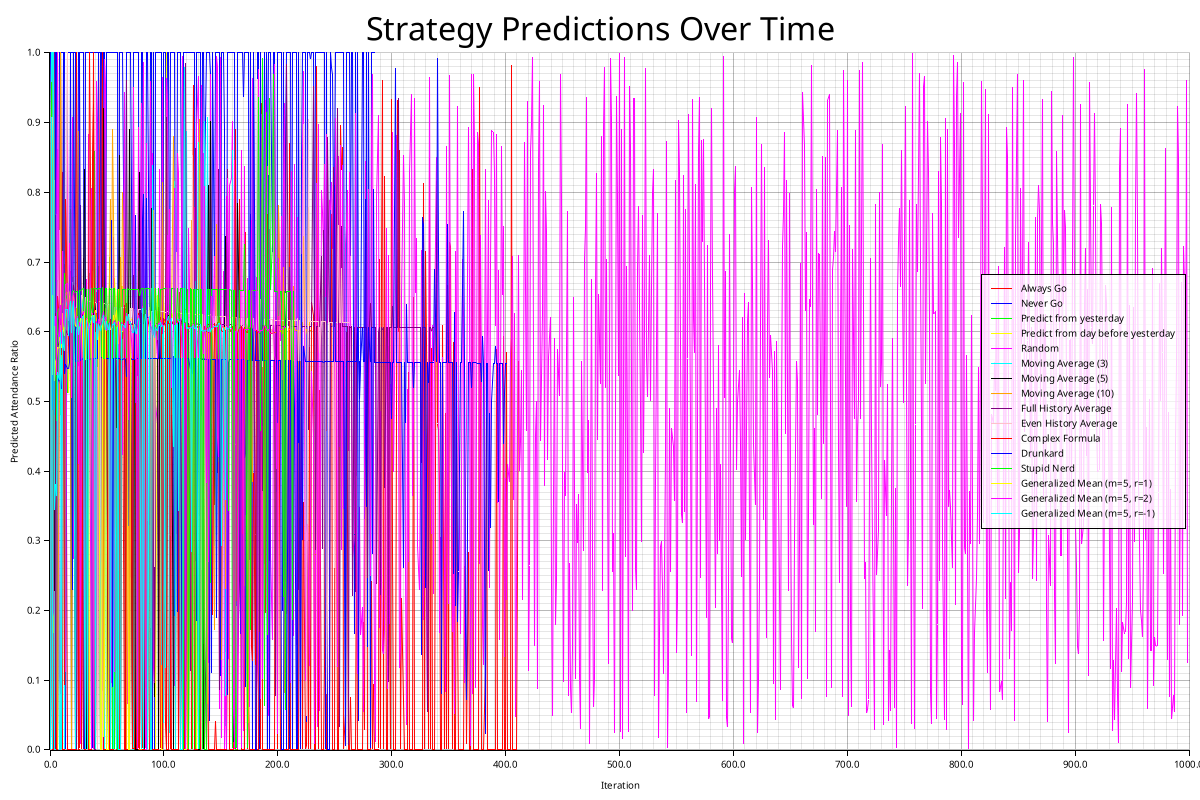 Strategy Predictions Over Time
1.0
0.9
0.8
0.7
0.6
0.5
0.4
0.3
0.2
0.1
0.0
Predicted Attendance Ratio
Always Go
Never Go
Predict from yesterday
Predict from day before yesterday
Random
Moving Average (3)
Moving Average (5)
Moving Average (10)
Full History Average
Even History Average
Complex Formula
Drunkard
Stupid Nerd
Generalized Mean (m=5, r=1)
Generalized Mean (m=5, r=2)
Generalized Mean (m=5, r=-1)
0.0 100.0 200.0 300.0 400.0 500.0 600.0 700.0 800.0 900.0 1000.0
Iteration